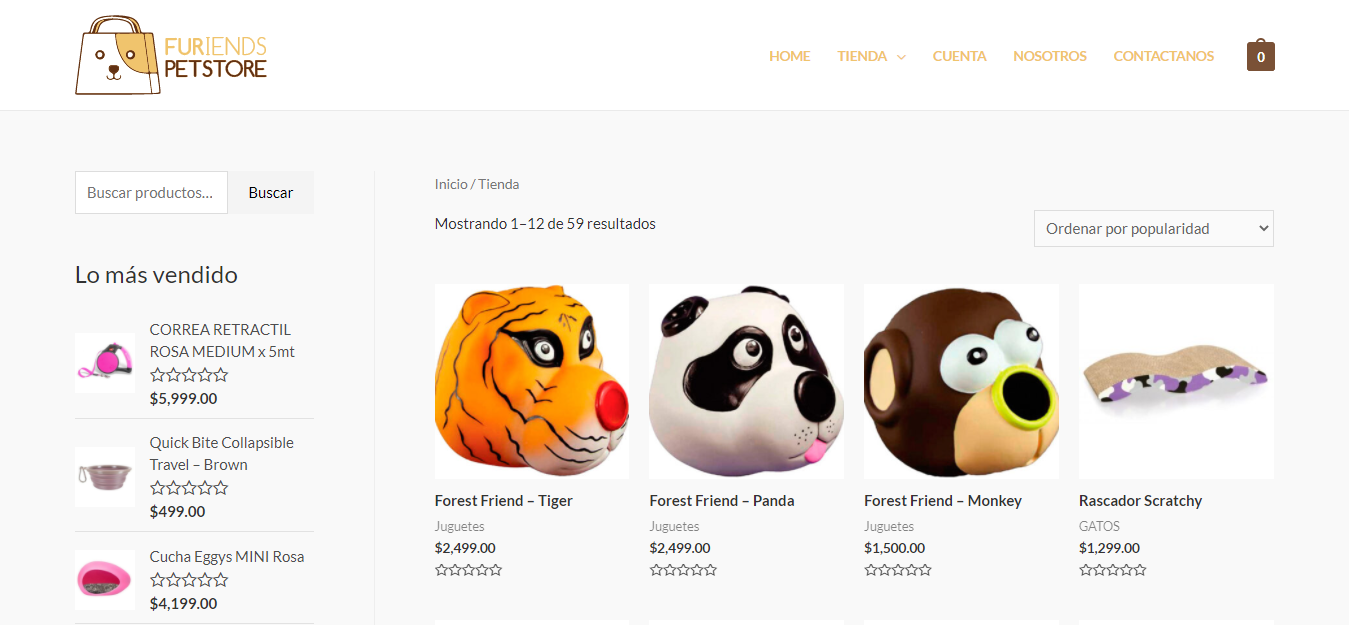 FURIENDS
PETSTORE
HOME TIENDA CUENTA NOSOTROS CONTACTANOS 0
Buscar productos... Buscar
Lo más vendido
CORREA RETRACTIL
ROSA MEDIUM x 5mt
$5,999.00
Quick Bite Collapsible
Travel – Brown
$499.00
Cucha Eggys MINI Rosa
$4,199.00
Inicio / Tienda
Mostrando 1–12 de 59 resultados
Ordenar por popularidad
Forest Friend – Tiger
Juguetes
$2,499.00
Forest Friend – Panda
Juguetes
$2,499.00
Forest Friend – Monkey
Juguetes
$1,500.00
Rascador Scratchy
GATOS
$1,299.00